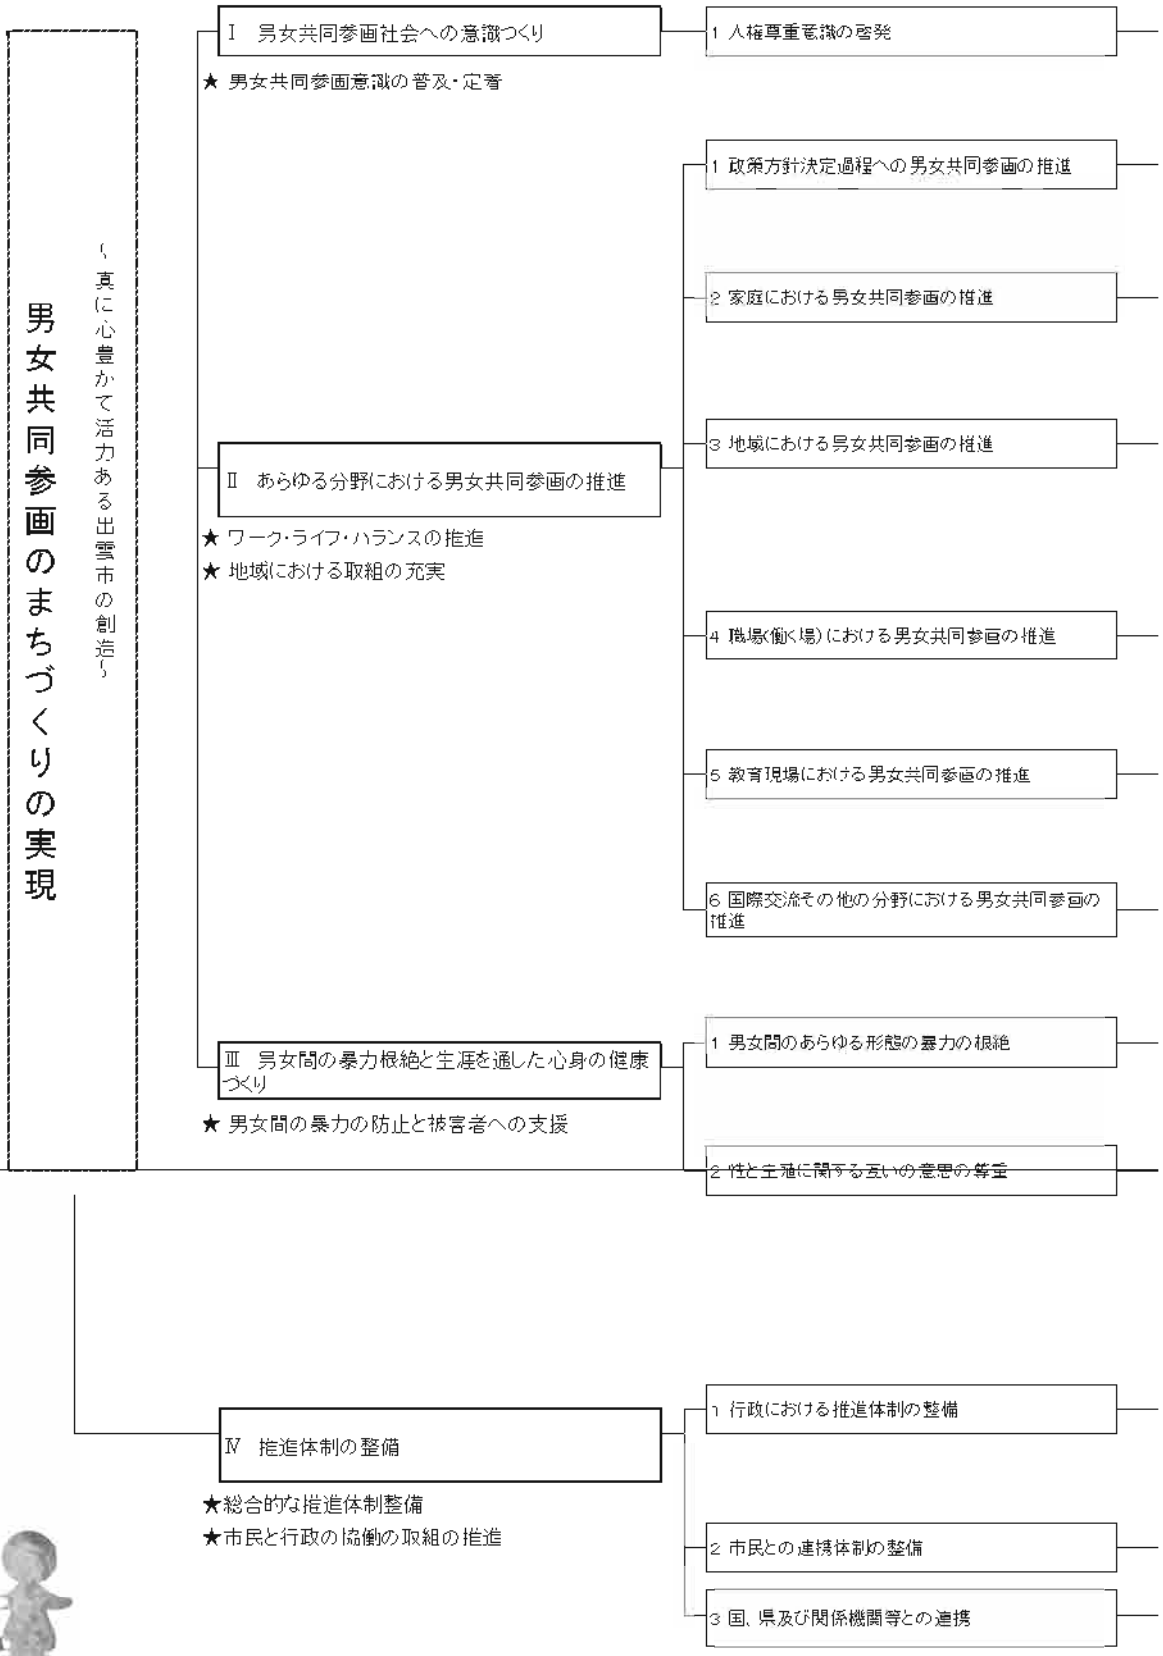 男女共同参画のまちづくりの実現
～真に心豊かて活力ある出雲市の創造～
Ⅰ 男女共同参画社会への意識つくり
★ 男女共同参画意識の普及・定着
1 人権尊重意識の啓発
Ⅱ あらゆる分野における男女共同参画の推進
★ ワーク・ライフ・ハランスの推進
★ 地域における取組の充実
1 政策方針決定過程への男女共同参画の推進
2 家庭における男女共同参画の推進
3 地域における男女共同参画の推進
4 職場(働く場)における男女共同参画の推進
5 教育現場における男女共同参画の推進
6 国際交流その他の分野における男女共同参画の
推進
Ⅲ 男女間の暴力根絶と生涯を通した心身の健康
づくり
★ 男女間の暴力の防止と被害者への支援
1 男女間のあらゆる形態の暴力の根絶
2 性と生殖に関する互いの意思の尊重
Ⅳ 推進体制の整備
★総合的な推進体制整備
★市民と行政の協働の取組の推進
1 行政における推進体制の整備
2 市民との連携体制の整備
3 国、県及び関係機関等との連携